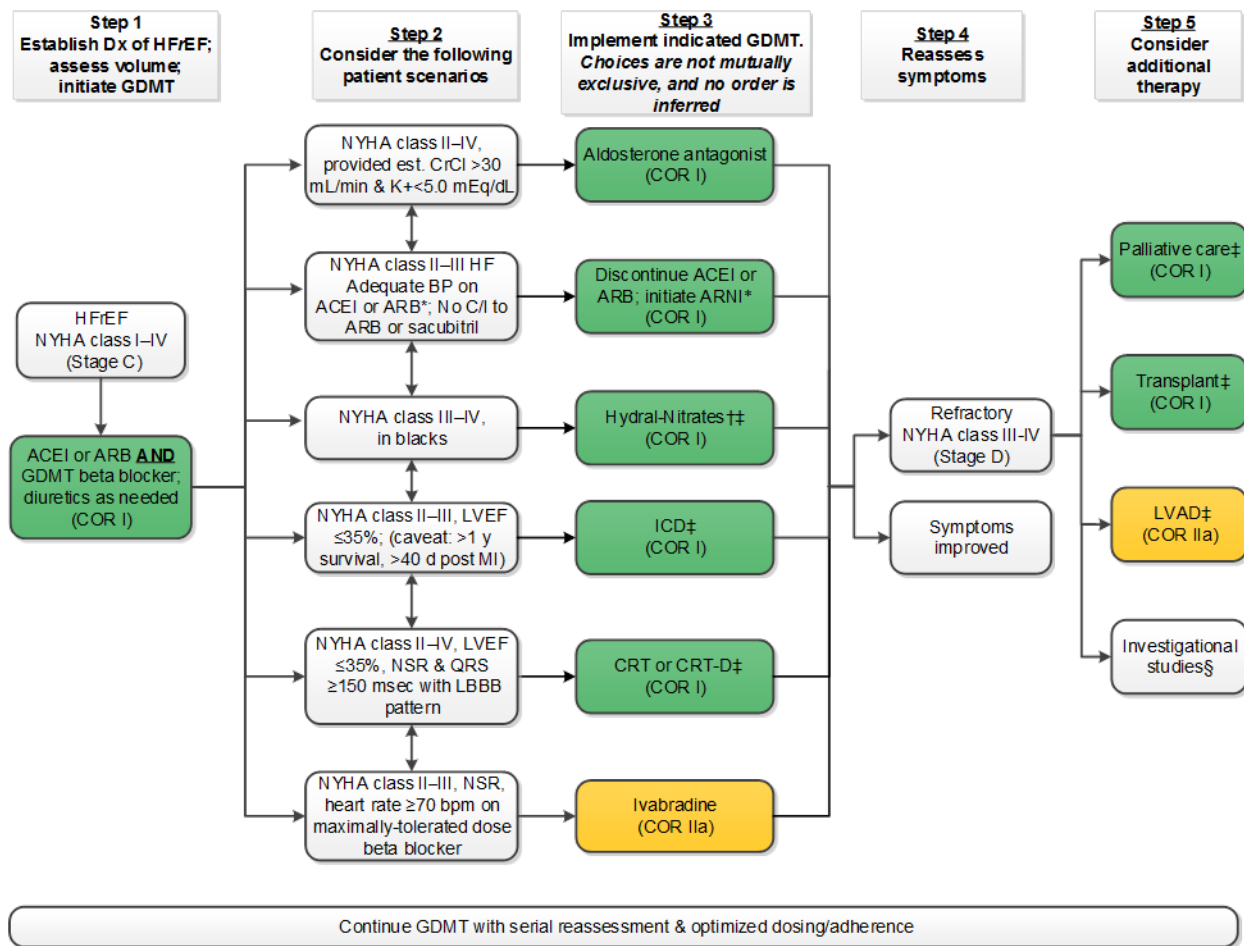 Step 1
Establish Dx of HFrEF;
assess volume;
initiate GDMT
Step 2
Consider the following
patient scenarios
Step 3
Implement indicated GDMT.
Choices are not mutually
exclusive, and no order is
inferred
Step 4
Reassess
symptoms
Step 5
Consider
additional
therapy
HFrEF
NYHA class I–IV
(Stage C)
ACEI or ARB AND
GDMT beta blocker;
diuretics as needed
(COR I)
NYHA class II–IV,
provided est. CrCl >30
mL/min & K+<5.0 mEq/dL
NYHA class II–III HF
Adequate BP on
ACEI or ARB*; No C/I to
ARB or sacubitril
NYHA class III–IV,
in blacks
NYHA class II–III, LVEF
≤35%; (caveat: >1 y
survival, >40 d post MI)
NYHA class II–IV, LVEF
≤35%, NSR & QRS
≥150 msec with LBBB
pattern
NYHA class II–III, NSR,
heart rate ≥70 bpm on
maximally-tolerated dose
beta blocker
Aldosterone antagonist
(COR I)
Discontinue ACEI or
ARB; initiate ARNI*
(COR I)
Hydral-Nitrates†‡
(COR I)
ICD‡
(COR I)
CRT or CRT-D‡
(COR I)
Ivabradine
(COR IIa)
Refractory
NYHA class III-IV
(Stage D)
Symptoms
improved
Palliative care‡
(COR I)
Transplant‡
(COR I)
LVAD‡
(COR IIa)
Investigational
studies§
Continue GDMT with serial reassessment & optimized dosing/adherence